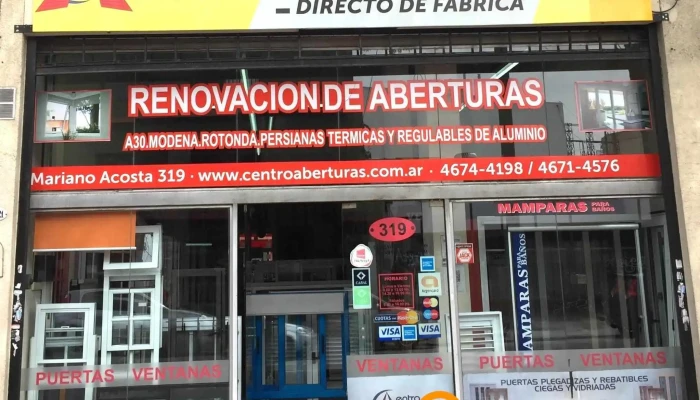 DIRECTO DE FABRICA
RENOVACION.DE ABERTURAS
A30.MODENA.ROTONDA.PERSIANAS TERMICAS Y REGULABLES DE ALUMINIO
Mariano Acosta 319 · www.centroaberturas.com.ar · 4674-4198 / 4671-4576
319
MAMPARAS PARA BAÑOS
MAMPARAS PARA BAÑOS
HORARIO
VISA
VISA
PUERTAS VENTANAS
VENTANAS
PUERTAS VENTANAS
PUERTAS PLEGADIZAS Y REBATIBLES
CIEGAS Y VIDRIADAS